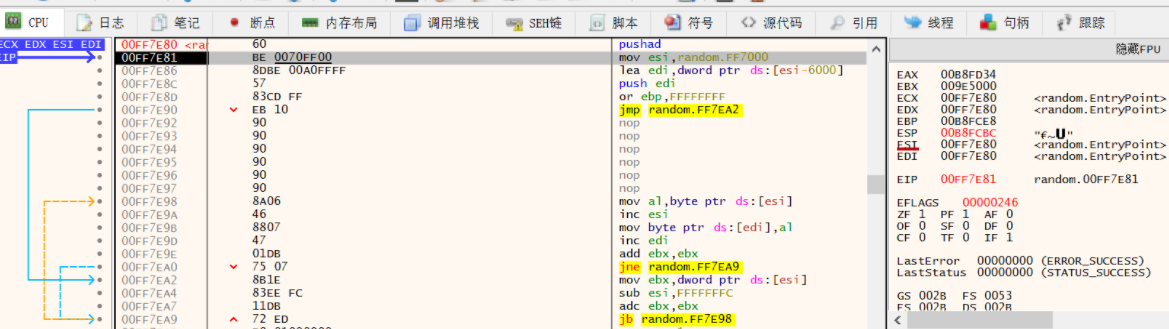 CPU 日志 笔记 断点 内存布局 调用堆栈 SEH链 脚本 符号 源代码 引用 线程 句柄 跟踪
ECX EDX ESI EDI
EIP
00FF7E80 <ran 60 pushad
00FF7E81 BE 0070FF00 mov esi,random.FF7000
00FF7E86 8DBE 00A0FFFF lea edi,dword ptr ds:[esi-6000]
00FF7E8C 57 push edi
00FF7E8D 83CD FF or ebp,FFFFFFFF
00FF7E90 EB 10 jmp random.FF7EA2
00FF7E92 90 nop
00FF7E93 90 nop
00FF7E94 90 nop
00FF7E95 90 nop
00FF7E96 90 nop
00FF7E97 90 nop
00FF7E98 8A06 mov al,byte ptr ds:[esi]
00FF7E9A 46 inc esi
00FF7E9B 8807 mov byte ptr ds:[edi],al
00FF7E9D 47 inc edi
00FF7E9E 01DB add ebx,ebx
00FF7EA0 75 07 jne random.FF7EA9
00FF7EA2 8B1E mov ebx,dword ptr ds:[esi]
00FF7EA4 83EE FC sub esi,FFFFFFFC
00FF7EA7 11DB adc ebx,ebx
00FF7EA9 72 ED jb random.FF7E98
隐藏FPU
EAX 00B8FD34
EBX 009E5000
ECX 00FF7E80 <random.EntryPoint>
EDX 00FF7E80 <random.EntryPoint>
EBP 00B8FCE8
ESP 00B8FCBC "€~U"
ESI 00FF7E80 <random.EntryPoint>
EDI 00FF7E80 <random.EntryPoint>
EIP 00FF7E81 random.00FF7E81
EFLAGS 00000246
ZF 1 PF 1 AF 0
OF 0 SF 0 DF 0
CF 0 TF 0 IF 1
LastError 00000000 (ERROR_SUCCESS)
LastStatus 00000000 (STATUS_SUCCESS)
GS 002B FS 0053
ES 002B DS 002B